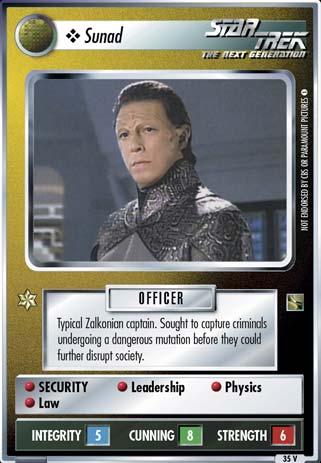 ❖ Sunad
STAR TREK
THE NEXT GENERATION
NOT ENDORSED BY CBS OR PARAMOUNT PICTURES
OFFICER
Typical Zalkonian captain. Sought to capture criminals
undergoing a dangerous mutation before they could
further disrupt society.
SECURITY Leadership Physics
Law
INTEGRITY 5 CUNNING 8 STRENGTH 6
35 V